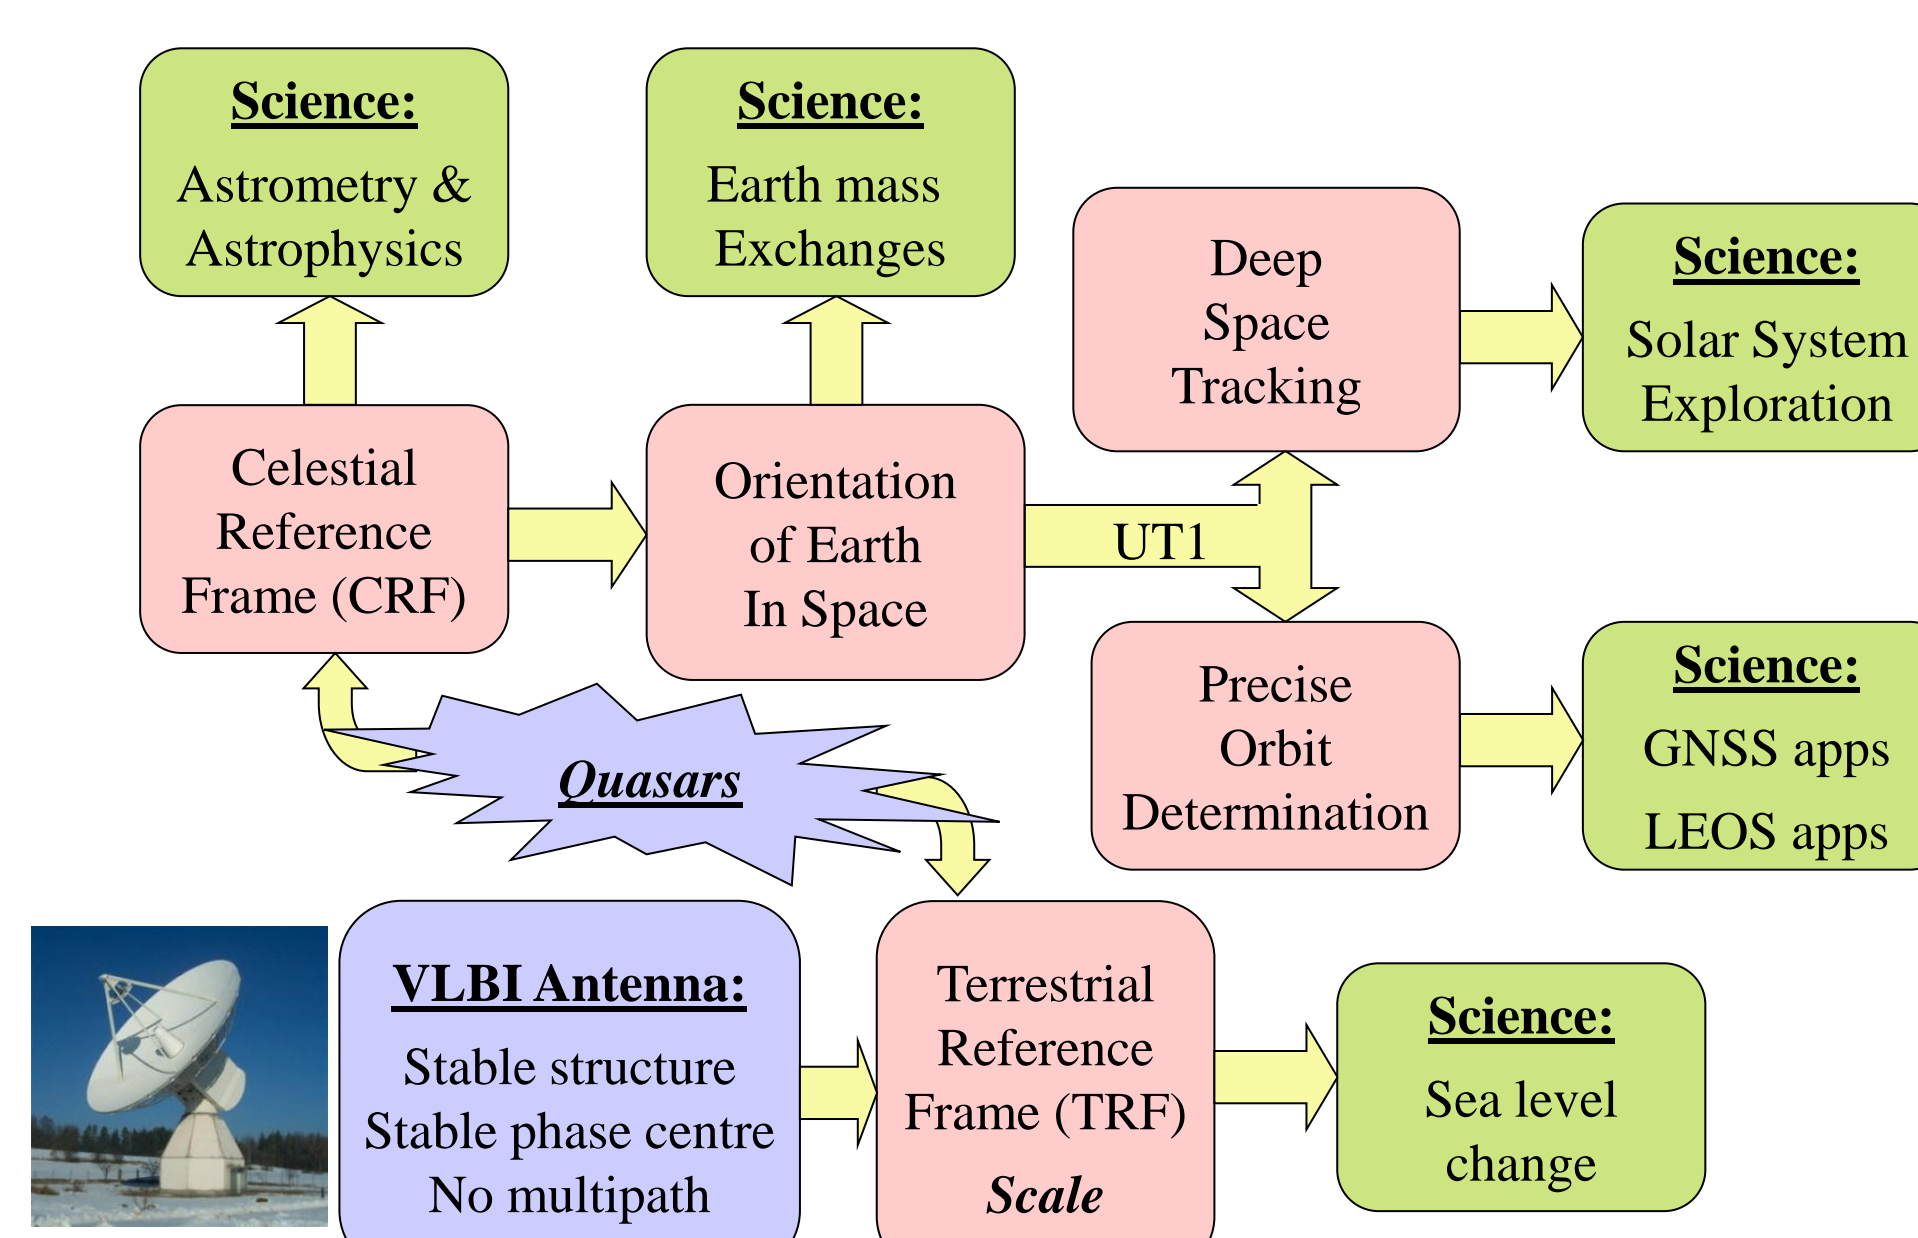 Science:
Astrometry &
Astrophysics
Science:
Earth mass
Exchanges
Deep
Space
Tracking
Science:
Solar System
Exploration
Celestial
Reference
Frame (CRF)
Orientation
of Earth
In Space
UT1
Precise
Orbit
Determination
Science:
GNSS apps
LEOS apps
Quasars
VLBI Antenna:
Stable structure
Stable phase centre
No multipath
Terrestrial
Reference
Frame (TRF)
Scale
Science:
Sea level
change